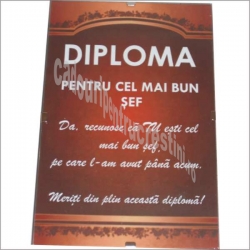 DIPLOMA
PENTRU CEL MAI BUN
ŞEF
Da, recunosc că TU eşti cel
mai bun şef
pe care l-am avut până acum.
Meriţi din plin această diplomă!